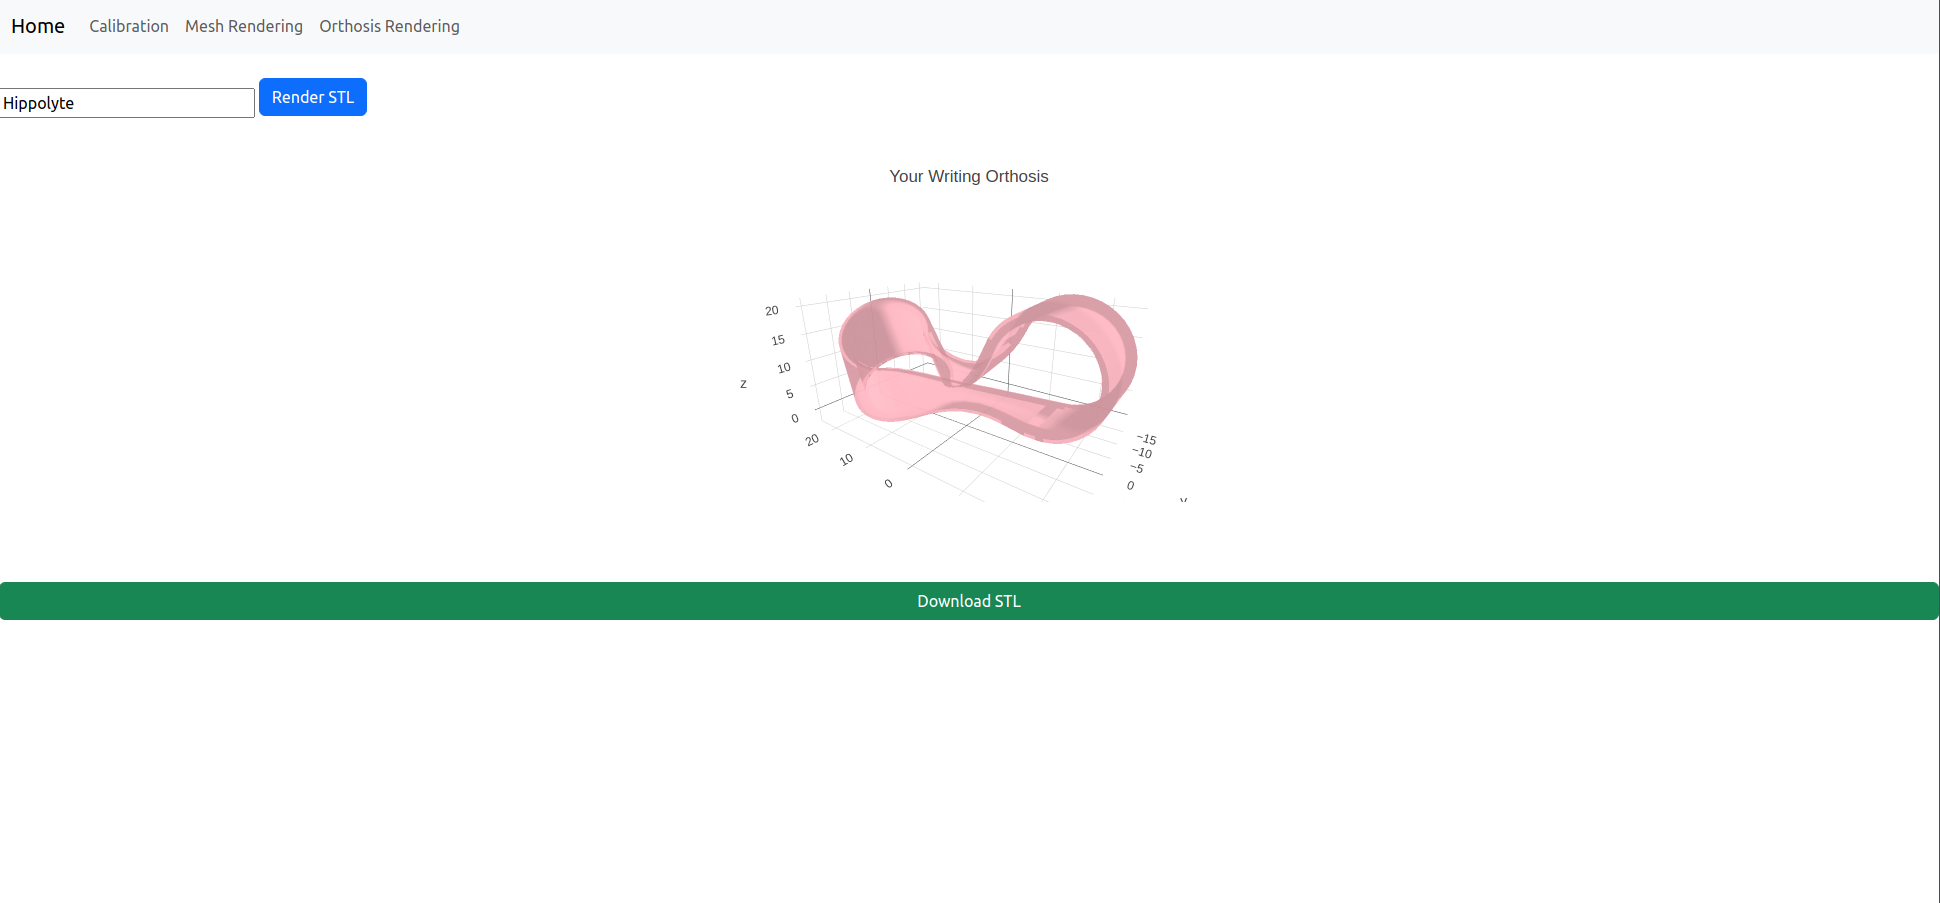 Home Calibration Mesh Rendering Orthosis Rendering
Hippolyte Render STL
Your Writing Orthosis
20
15
10
5
0
z
20
10
0
−15
−10
−5
0
Download STL